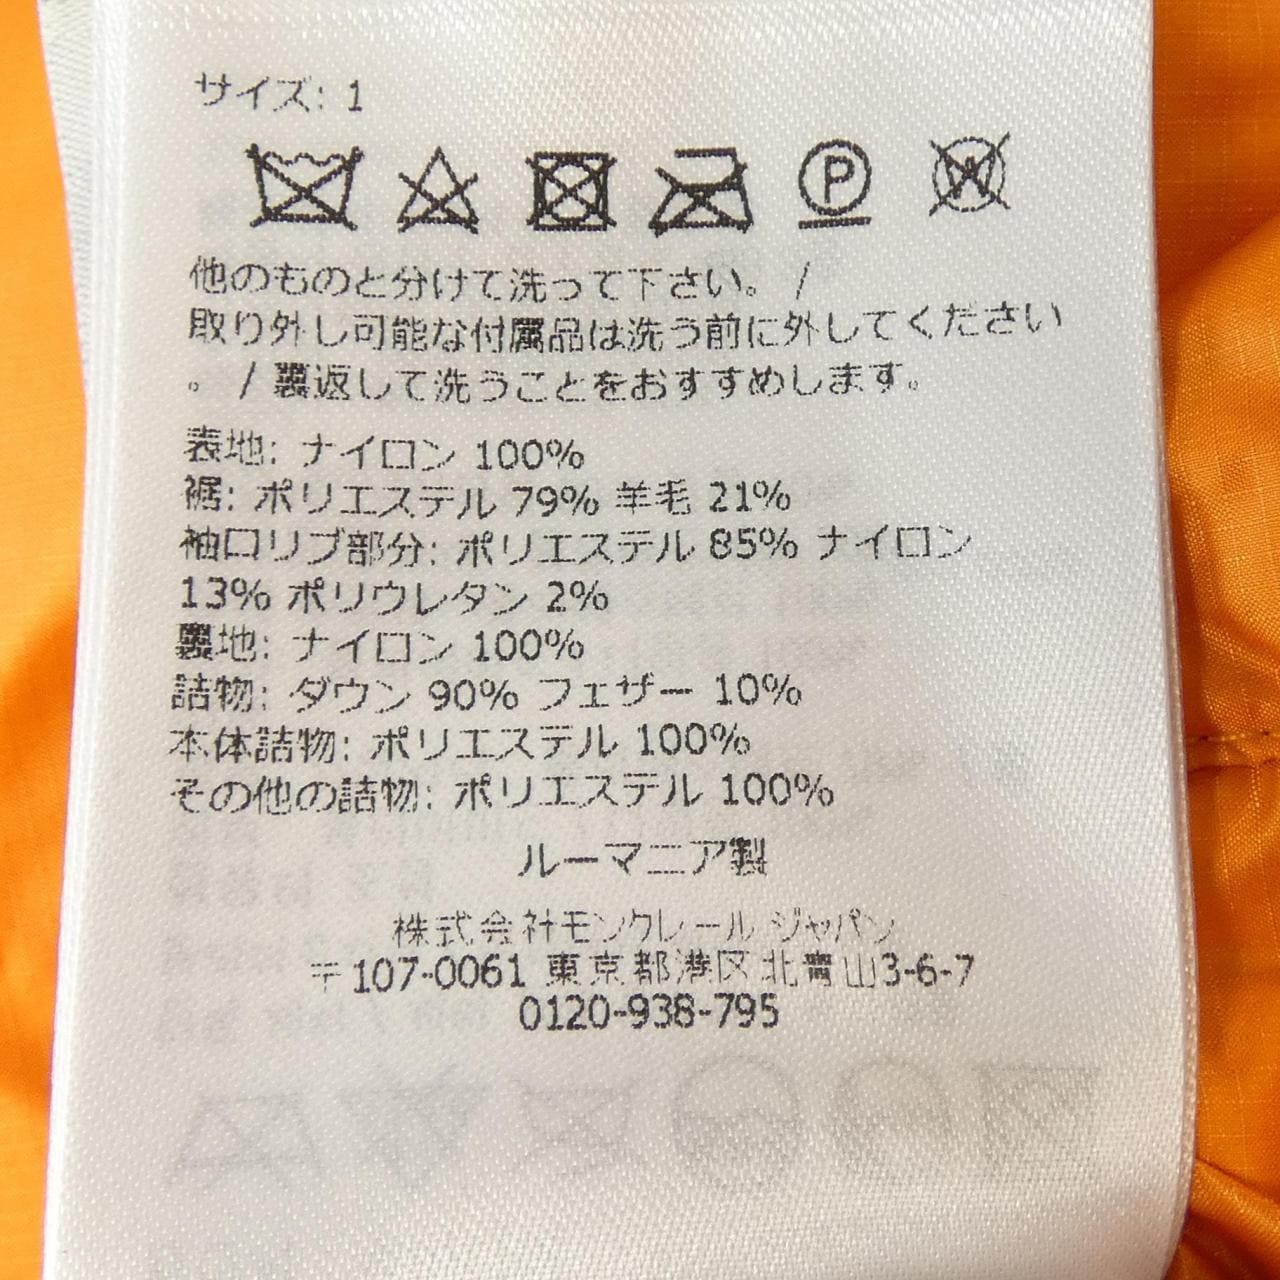 サイズ: 1
P
W
他のものと分けて洗って下さい。 /
取り外し可能な付属品は洗う前に外してください
。 / 裏返して洗うことをおすすめします。
表地: ナイロン 100%
裾: ポリエステル 79% 羊毛 21%
袖口リブ部分: ポリエステル 85% ナイロン
13% ポリウレタン 2%
裏地: ナイロン 100%
詰物: ダウン 90% フェザー 10%
本体詰物: ポリエステル 100%
その他の詰物: ポリエステル 100%
ルーマニア製
株式会社モンクレール ジャパン
〒107-0061 東京都港区北青山3-6-7
0120-938-795